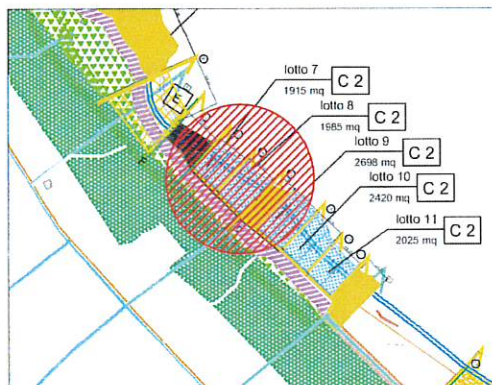 lotto 7
1915 mq
C 2
lotto 8
1985 mq
C 2
lotto 9
2698 mq
C 2
lotto 10
2420 mq
C 2
lotto 11
2025 mq
C 2
E